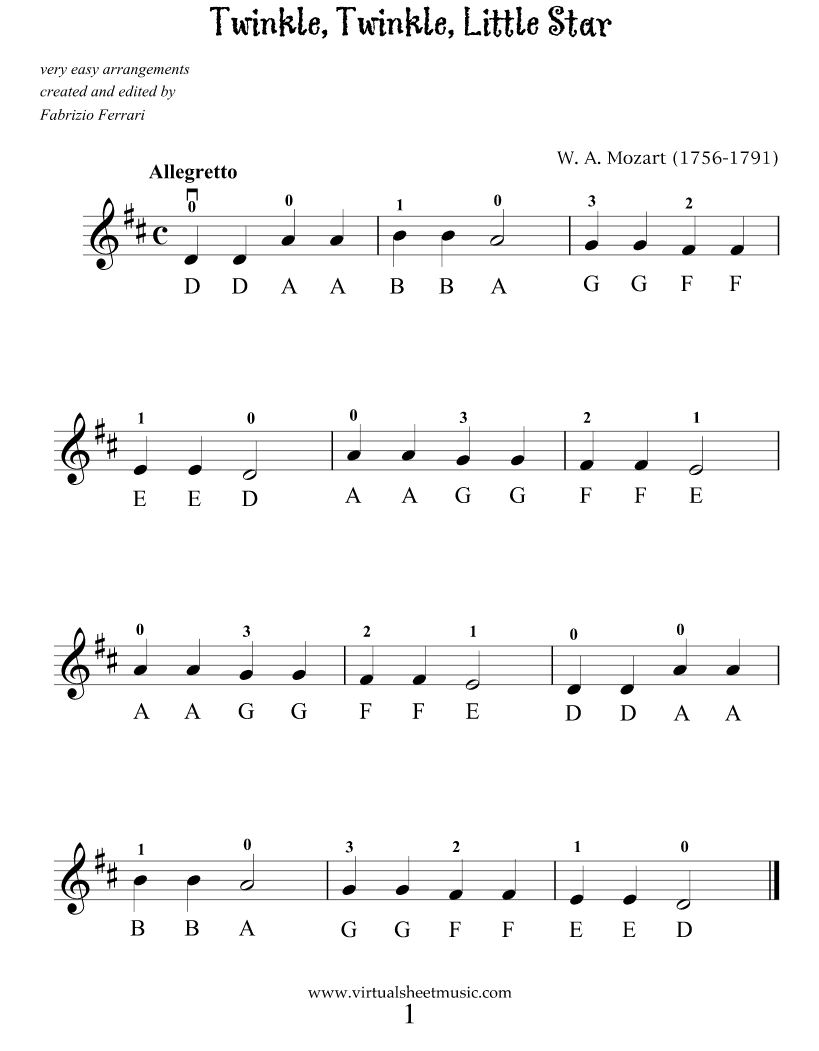 Twinkle, Twinkle, Little Star
very easy arrangements
created and edited by
Fabrizio Ferrari
W. A. Mozart (1756-1791)
Allegretto
0 0 1 0 3 2
D D A A B B A G G F F
1 0 0 3 2 1
E E D A A G G F F E
0 3 2 1 0 0
A A G G F F E D D A A
1 0 3 2 1 0
B B A G G F F E E D
www.virtualsheetmusic.com
1